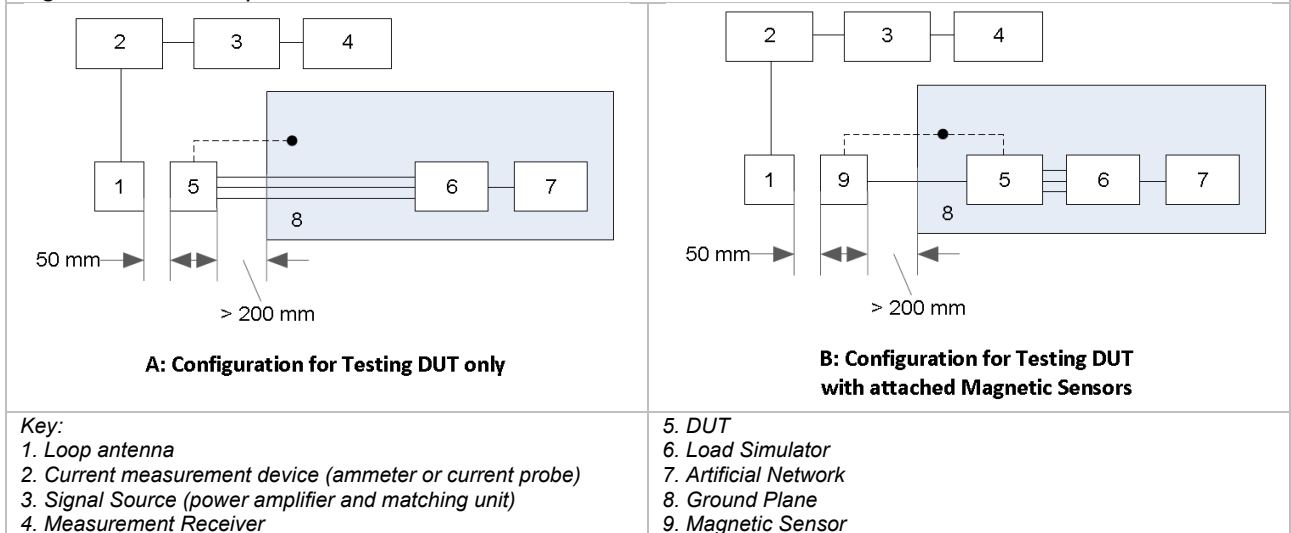 2
3
4
1
5
6
7
8
50 mm
> 200 mm
A: Configuration for Testing DUT only
2
3
4
1
9
5
6
7
8
50 mm
> 200 mm
B: Configuration for Testing DUT
with attached Magnetic Sensors
Key:
1. Loop antenna
2. Current measurement device (ammeter or current probe)
3. Signal Source (power amplifier and matching unit)
4. Measurement Receiver
5. DUT
6. Load Simulator
7. Artificial Network
8. Ground Plane
9. Magnetic Sensor